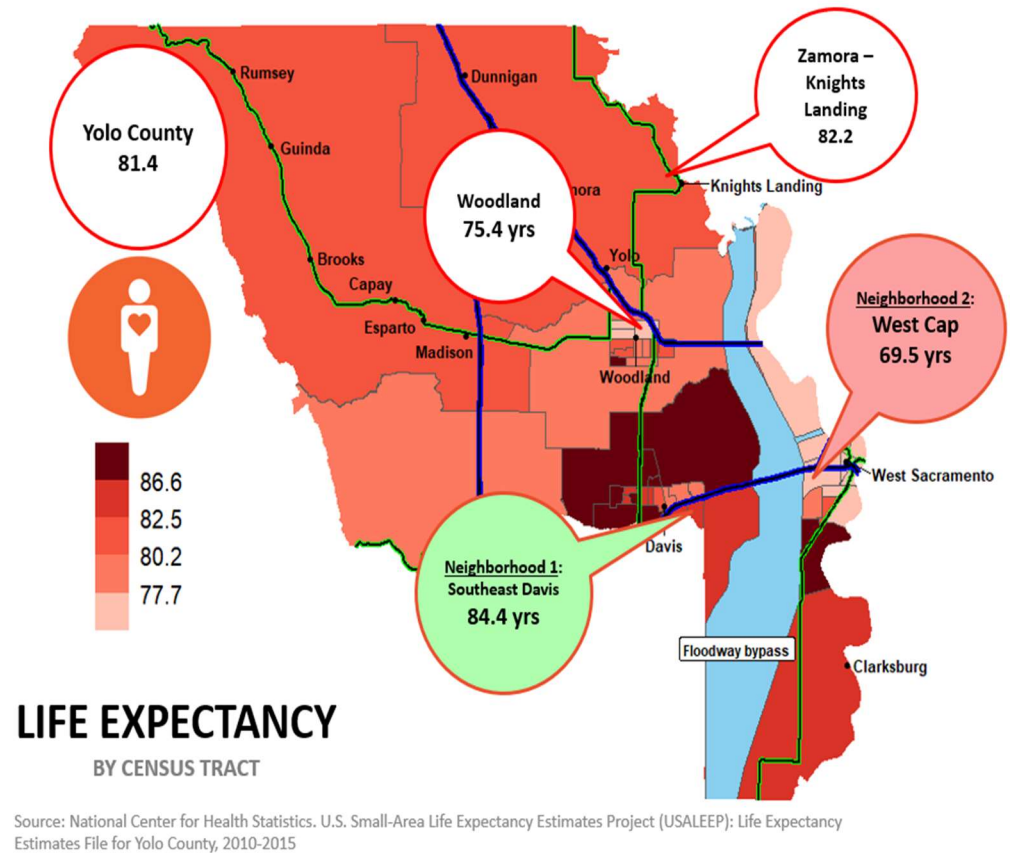 Rumsey
Dunnigan
Zamora –
Knights
Landing
82.2
Yolo County
81.4
Guinda
Woodland
75.4 yrs
Knights Landing
Brooks
Yolo
Capay
Esparto
Madison
Woodland
Neighborhood 2:
West Cap
69.5 yrs
86.6
82.5
80.2
77.7
West Sacramento
Davis
Neighborhood 1:
Southeast Davis
84.4 yrs
Floodway bypass
Clarksburg
LIFE EXPECTANCY
BY CENSUS TRACT
Source: National Center for Health Statistics. U.S. Small-Area Life Expectancy Estimates Project (USALEEP): Life Expectancy
Estimates File for Yolo County, 2010-2015